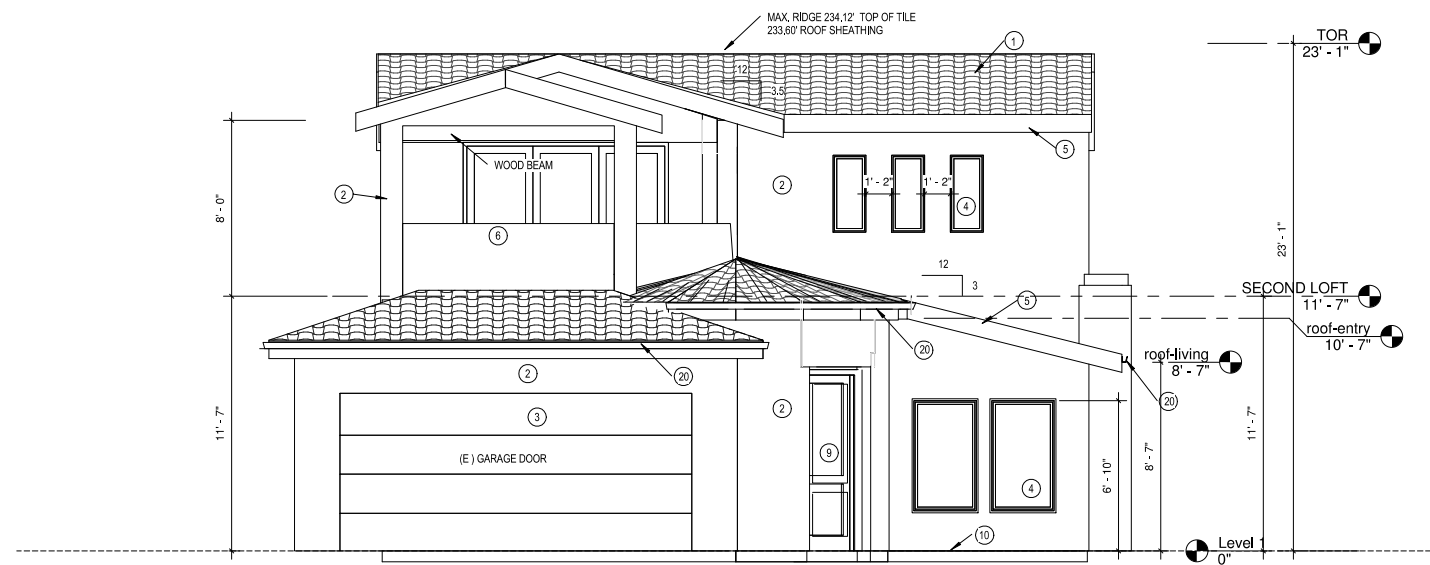 MAX. RIDGE 234.12' TOP OF TILE
233.60' ROOF SHEATHING
TOR
23' - 1"
1
12
3.5
5
WOOD BEAM
2
2
1' - 2"
1' - 2"
4
8' - 0"
6
23' - 1"
12
3
SECOND LOFT
11' - 7"
5
roof-entry
10' - 7"
20
roof-living
8' - 7"
2
20
20
3
2
11' - 7"
11' - 7"
(E ) GARAGE DOOR
9
8' - 7"
6' - 10"
4
10
Level 1
0"